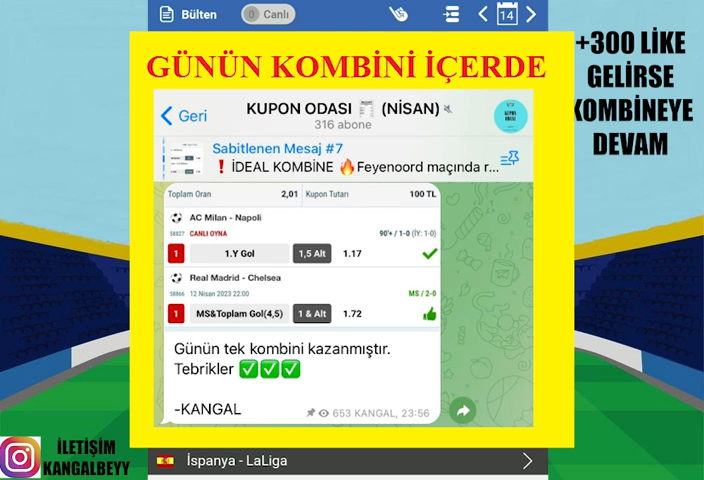 Bülten
0 Canlı
14
+300 LİKE
GELİRSE
KOMBİNEYE
DEVAM
GÜNÜN KOMBİNİ İÇERDE
Geri
KUPON ODASI (NİSAN)
316 abone
Sabitlenen Mesaj #7
❗ İDEAL KOMBİNE 🔥Feyenoord maçında r...
Toplam Oran 2,01 Kupon Tutarı 100 TL
AC Milan - Napoli
58827 CANLI OYNA 90'+ / 1-0 (İY: 1-0)
1 1.Y Gol 1,5 Alt 1.17
Real Madrid - Chelsea
12 Nisan 2023 22:00 MS / 2-0
1 MS&Toplam Gol(4,5) 1 & Alt 1.72
Günün tek kombini kazanmıştır.
Tebrikler ✅✅✅
-KANGAL
653 KANGAL, 23:56
İLETİŞİM
KANGALBEYY
İspanya - LaLiga